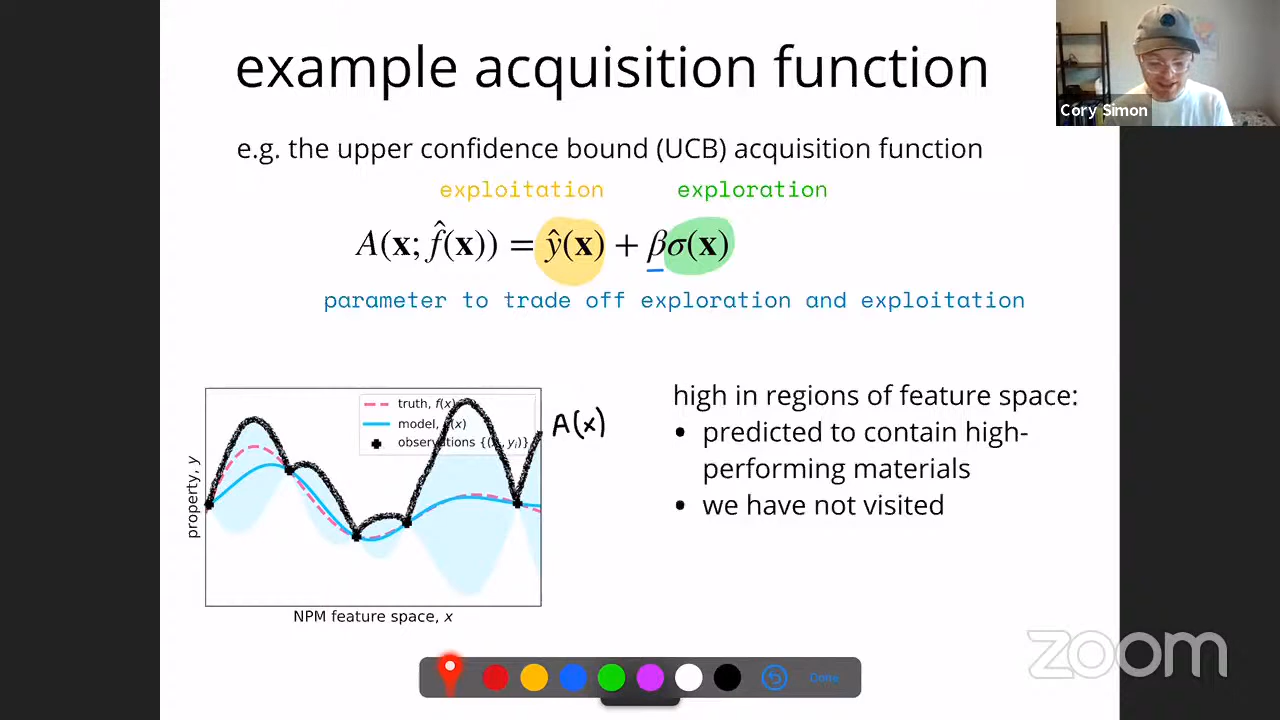 example acquisition function
Cory Simon
e.g. the upper confidence bound (UCB) acquisition function
exploitation exploration
A(x; f̂(x)) = ŷ(x) + βσ(x)
parameter to trade off exploration and exploitation
truth, f(x)
model, (x)
observations {( , yᵢ)}
A(x)
property, y
NPM feature space, x
high in regions of feature space:
• predicted to contain high-
performing materials
• we have not visited
zoom
Done